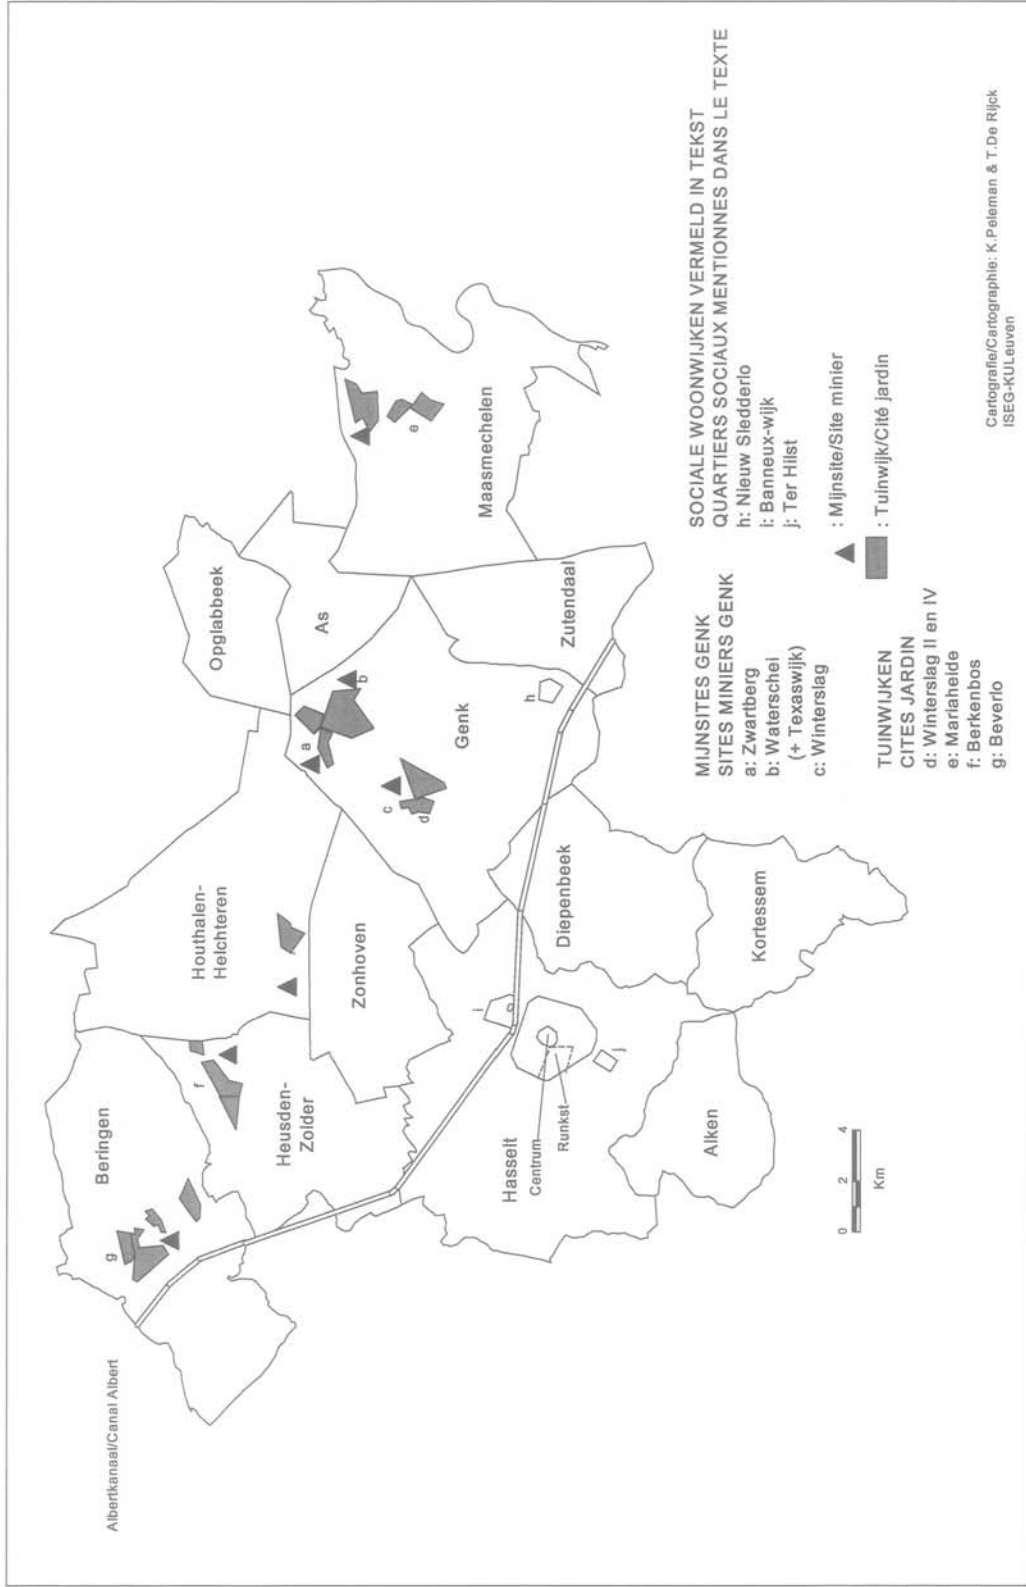 Albertkanaal/Canal Albert
Beringen
g
Heusden-
Zolder
f
Houthalen-
Helchteren
Zonhoven
Opglabbeek
As
a
b
c
d
Genk
h
Zutendaal
Maasmechelen
e
Hasselt
Centrum
Runkst
i
j
Diepenbeek
Kortessem
Alken
0 2 4
Km
MIJNSITES GENK
SITES MINIERS GENK
a: Zwartberg
b: Waterschei
(+ Texaswijk)
c: Winterslag
TUINWIJKEN
CITES JARDIN
d: Winterslag II en IV
e: Mariaheide
f: Berkenbos
g: Beverlo
SOCIALE WOONWIJKEN VERMELD IN TEKST
QUARTIERS SOCIAUX MENTIONNES DANS LE TEXTE
h: Nieuw Sledderlo
i: Banneux-wijk
j: Ter Hilst
: Mijnsite/Site minier
: Tuinwijk/Cité jardin
Cartografie/Cartographie: K.Peleman & T.De Rijck
ISEG-KULeuven